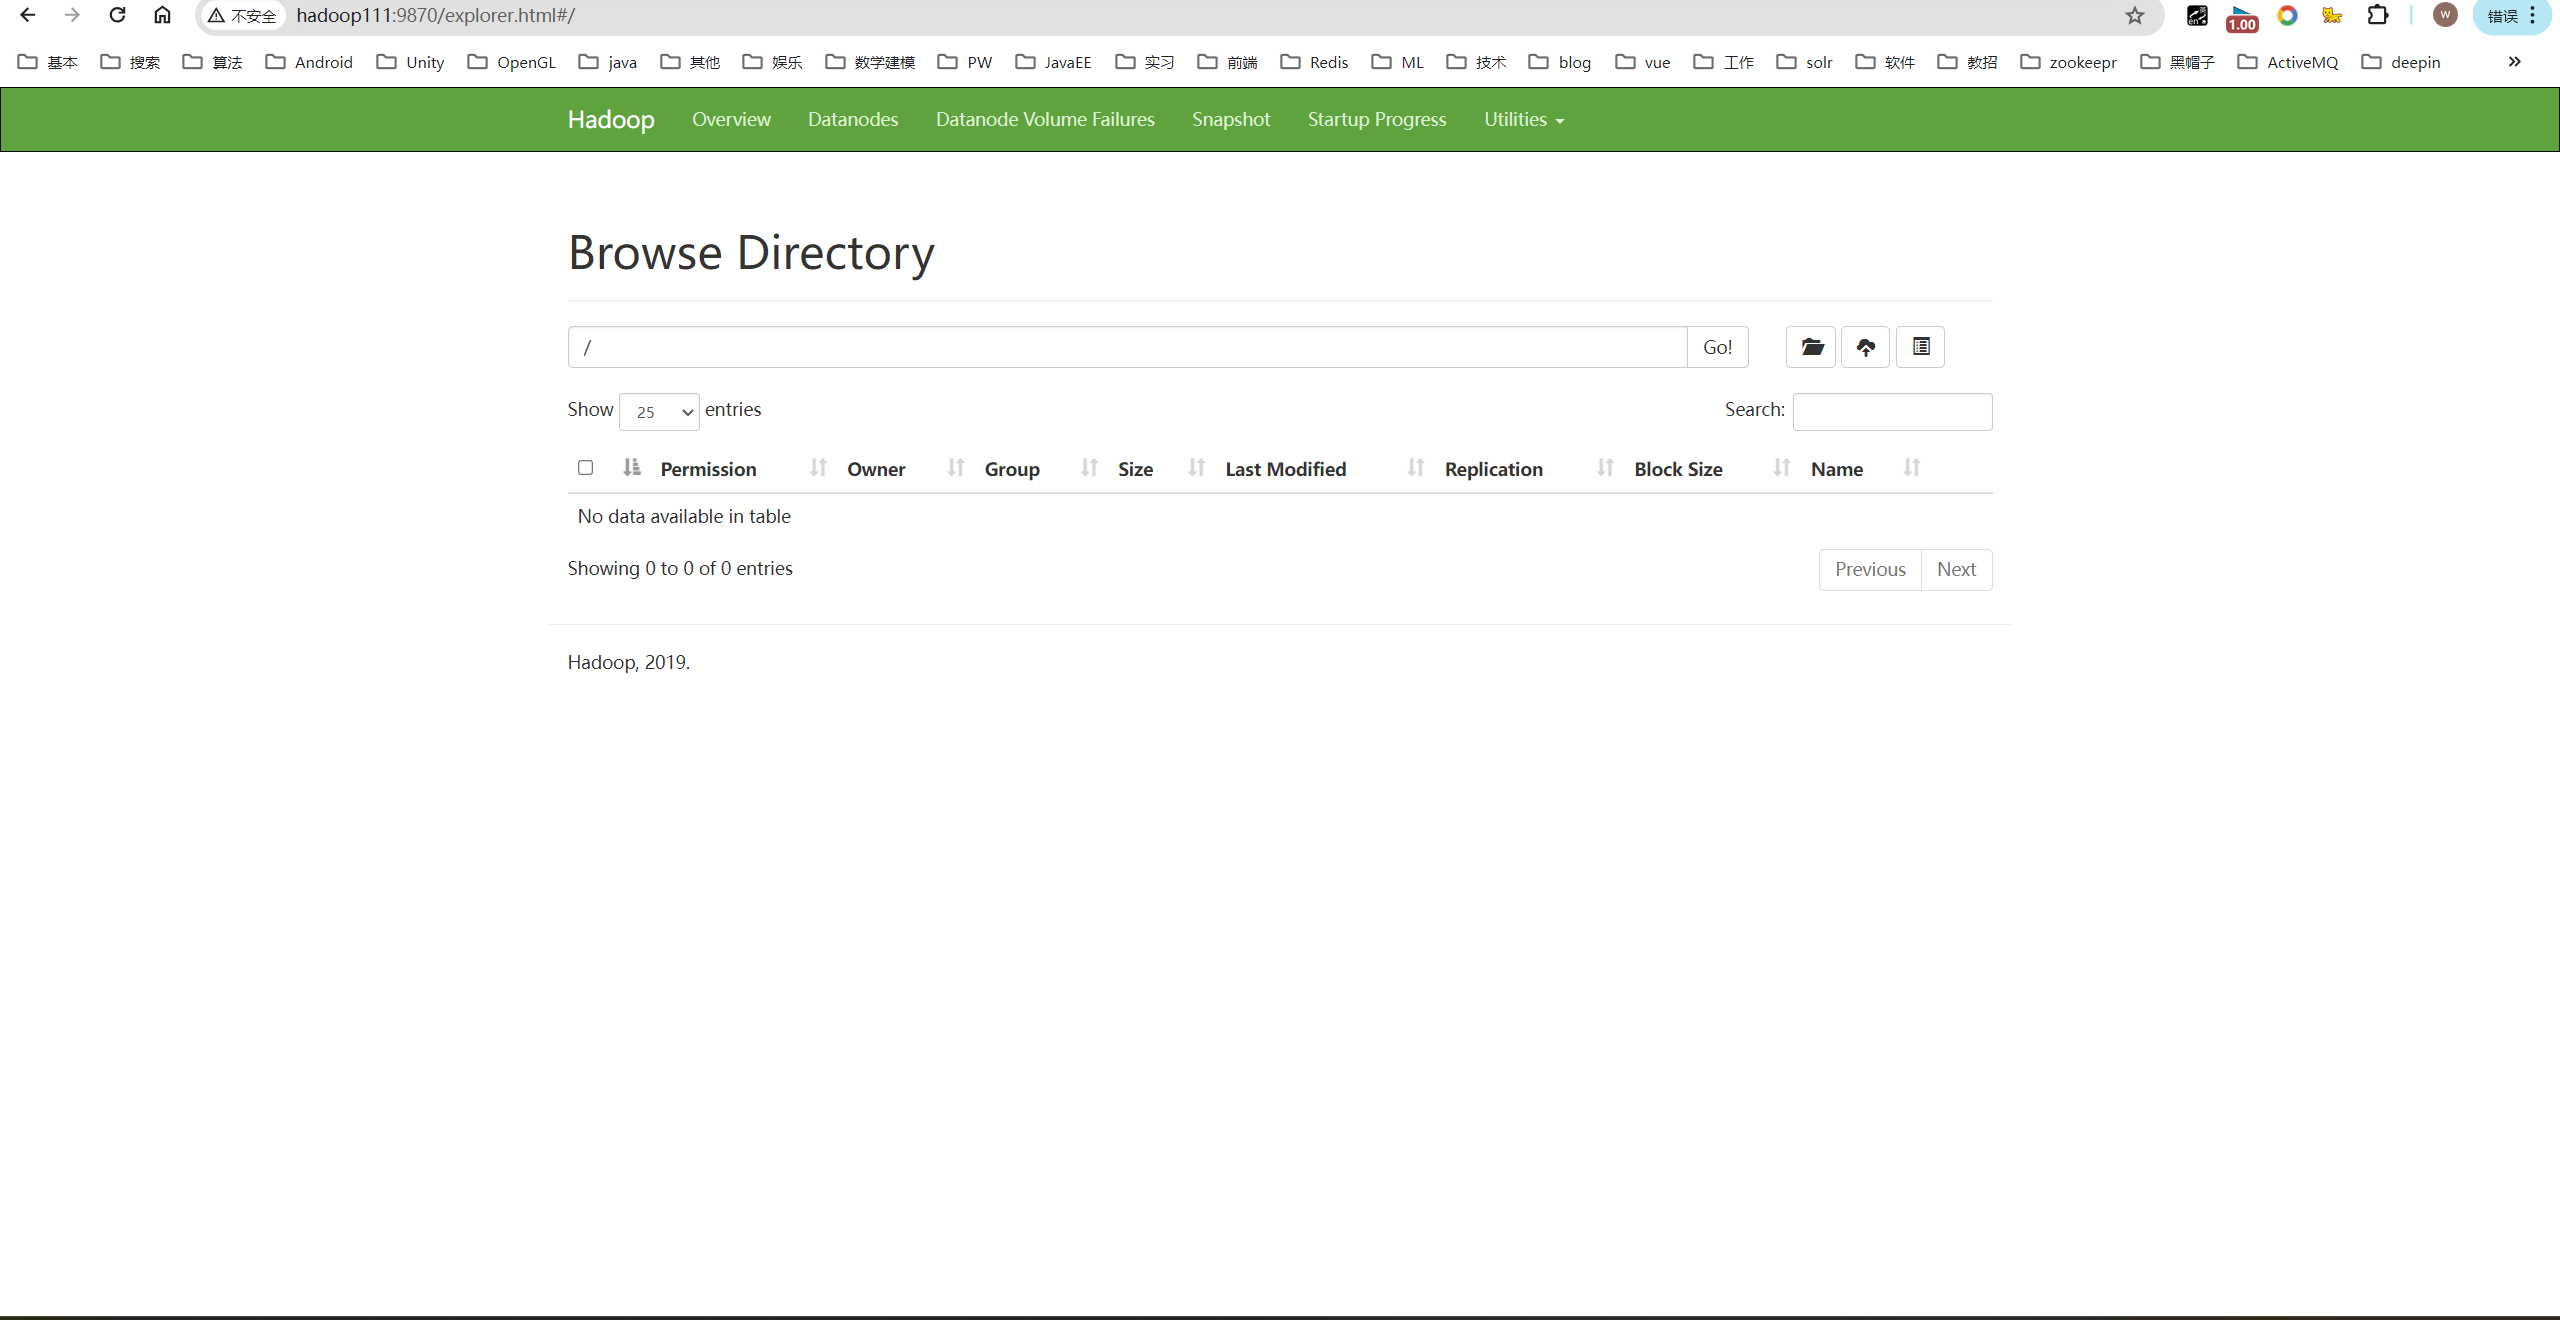 不安全 hadoop111:9870/explorer.html#/ en 英 1.00 W 错误
基本 搜索 算法 Android Unity OpenGL java 其他 娱乐 数学建模 PW JavaEE 实习 前端 Redis ML 技术 blog vue 工作 solr 软件 教招 zookeepr 黑帽子 ActiveMQ deepin
Hadoop Overview Datanodes Datanode Volume Failures Snapshot Startup Progress Utilities
Browse Directory
/ Go!
Show 25 entries Search:
Permission Owner Group Size Last Modified Replication Block Size Name
No data available in table
Showing 0 to 0 of 0 entries Previous Next
Hadoop, 2019.